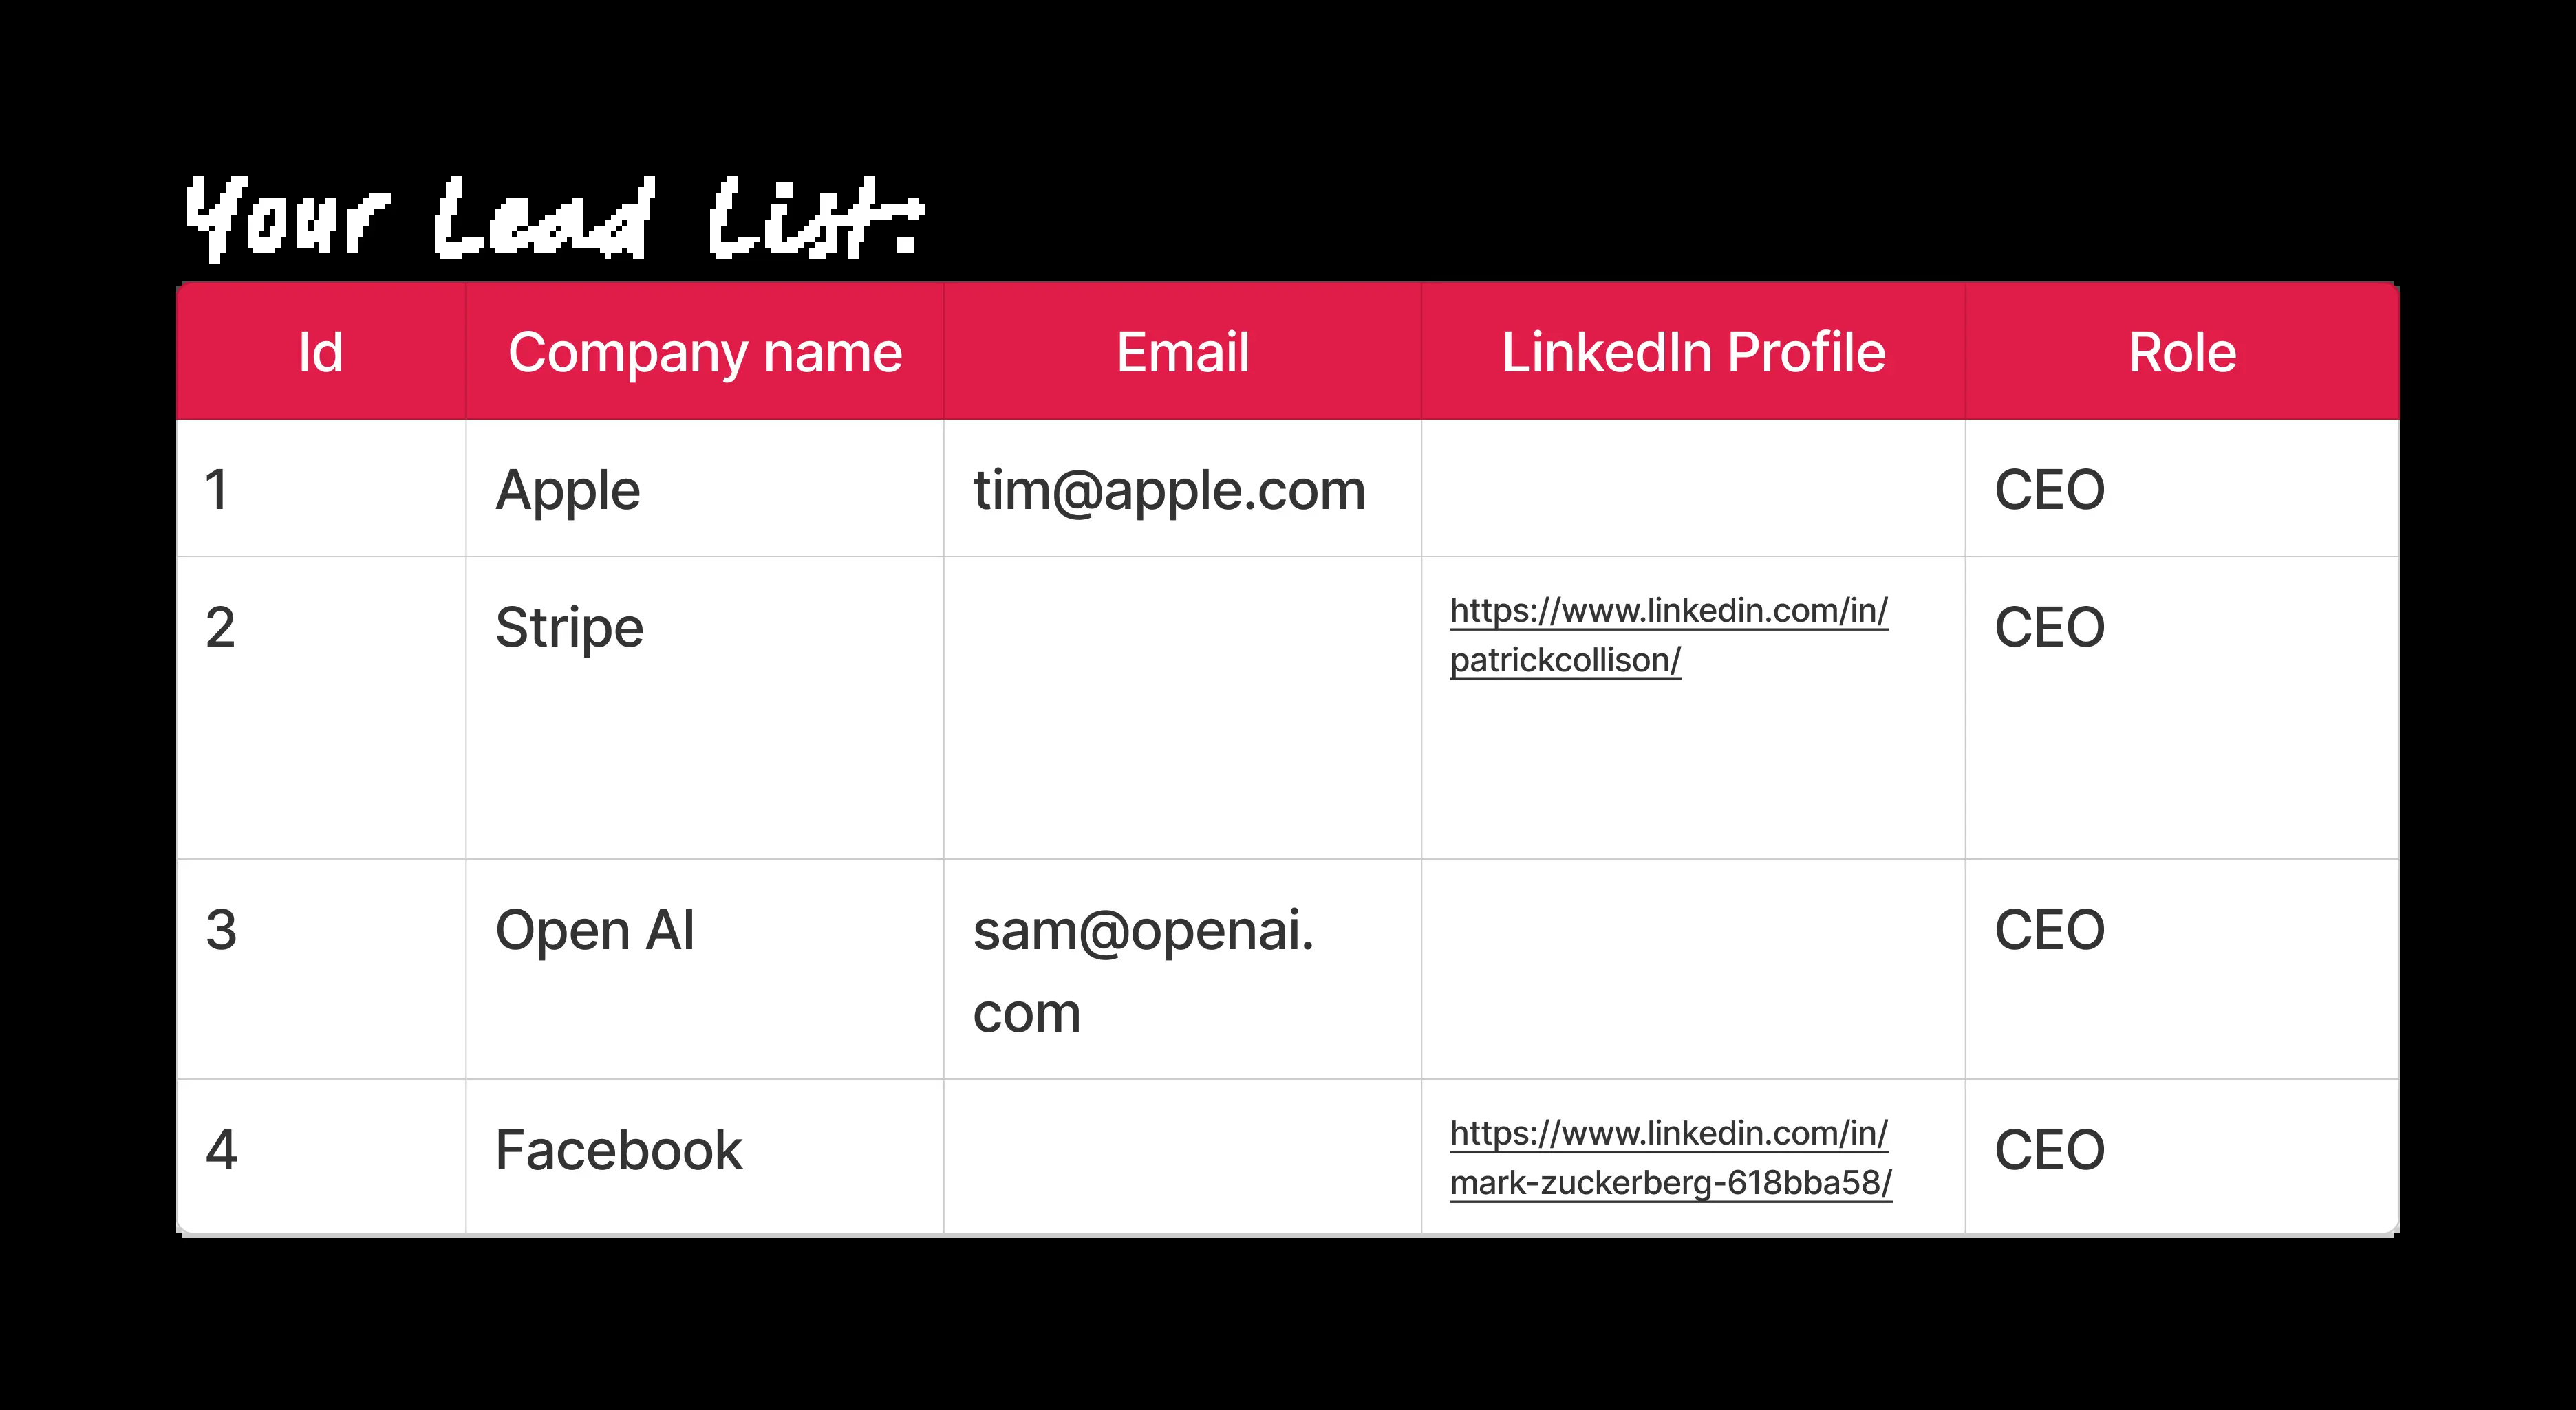 Your Lead List:
Id Company name Email LinkedIn Profile Role
1 Apple tim@apple.com CEO
2 Stripe https://www.linkedin.com/in/ CEO
patrickcollison/
3 Open AI sam@openai. CEO
com
4 Facebook https://www.linkedin.com/in/ CEO
mark-zuckerberg-618bba58/